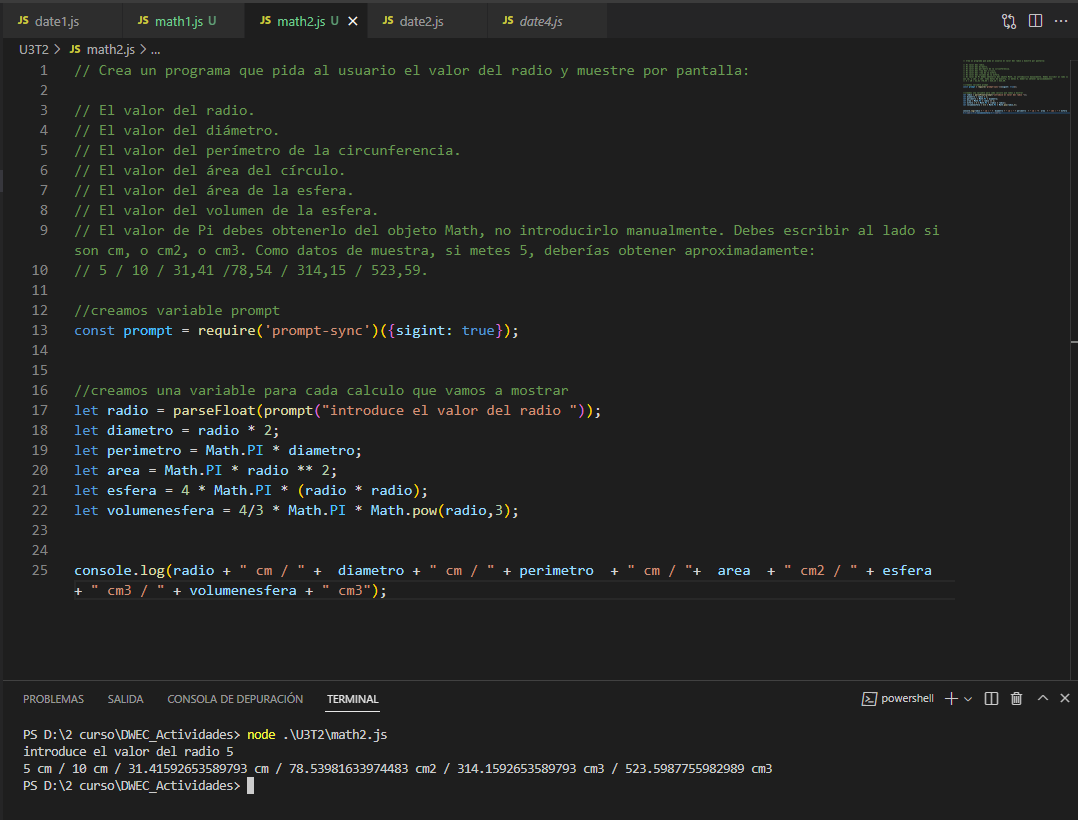 JS date1.js JS math1.js U JS math2.js U × JS date2.js JS date4.js ...
U3T2 > JS math2.js > ...
1 // Crea un programa que pida al usuario el valor del radio y muestre por pantalla:
2
3 // El valor del radio.
4 // El valor del diámetro.
5 // El valor del perímetro de la circunferencia.
6 // El valor del área del círculo.
7 // El valor del área de la esfera.
8 // El valor del volumen de la esfera.
9 // El valor de Pi debes obtenerlo del objeto Math, no introducirlo manualmente. Debes escribir al lado si
son cm, o cm2, o cm3. Como datos de muestra, si metes 5, deberías obtener aproximadamente:
10 // 5 / 10 / 31,41 /78,54 / 314,15 / 523,59.
11
12 //creamos variable prompt
13 const prompt = require('prompt-sync')({sigint: true});
14
15
16 //creamos una variable para cada calculo que vamos a mostrar
17 let radio = parseFloat(prompt("introduce el valor del radio "));
18 let diametro = radio * 2;
19 let perimetro = Math.PI * diametro;
20 let area = Math.PI * radio ** 2;
21 let esfera = 4 * Math.PI * (radio * radio);
22 let volumenesfera = 4/3 * Math.PI * Math.pow(radio,3);
23
24
25 console.log(radio + " cm / " +  diametro + " cm / " + perimetro  + " cm / "+  area  + " cm2 / " + esfera
+ " cm3 / " + volumenesfera + " cm3");
PROBLEMAS SALIDA CONSOLA DE DEPURACIÓN TERMINAL powershell
PS D:\2 curso\DWEC_Actividades> node .\U3T2\math2.js
introduce el valor del radio 5
5 cm / 10 cm / 31.41592653589793 cm / 78.53981633974483 cm2 / 314.1592653589793 cm3 / 523.5987755982989 cm3
PS D:\2 curso\DWEC_Actividades>